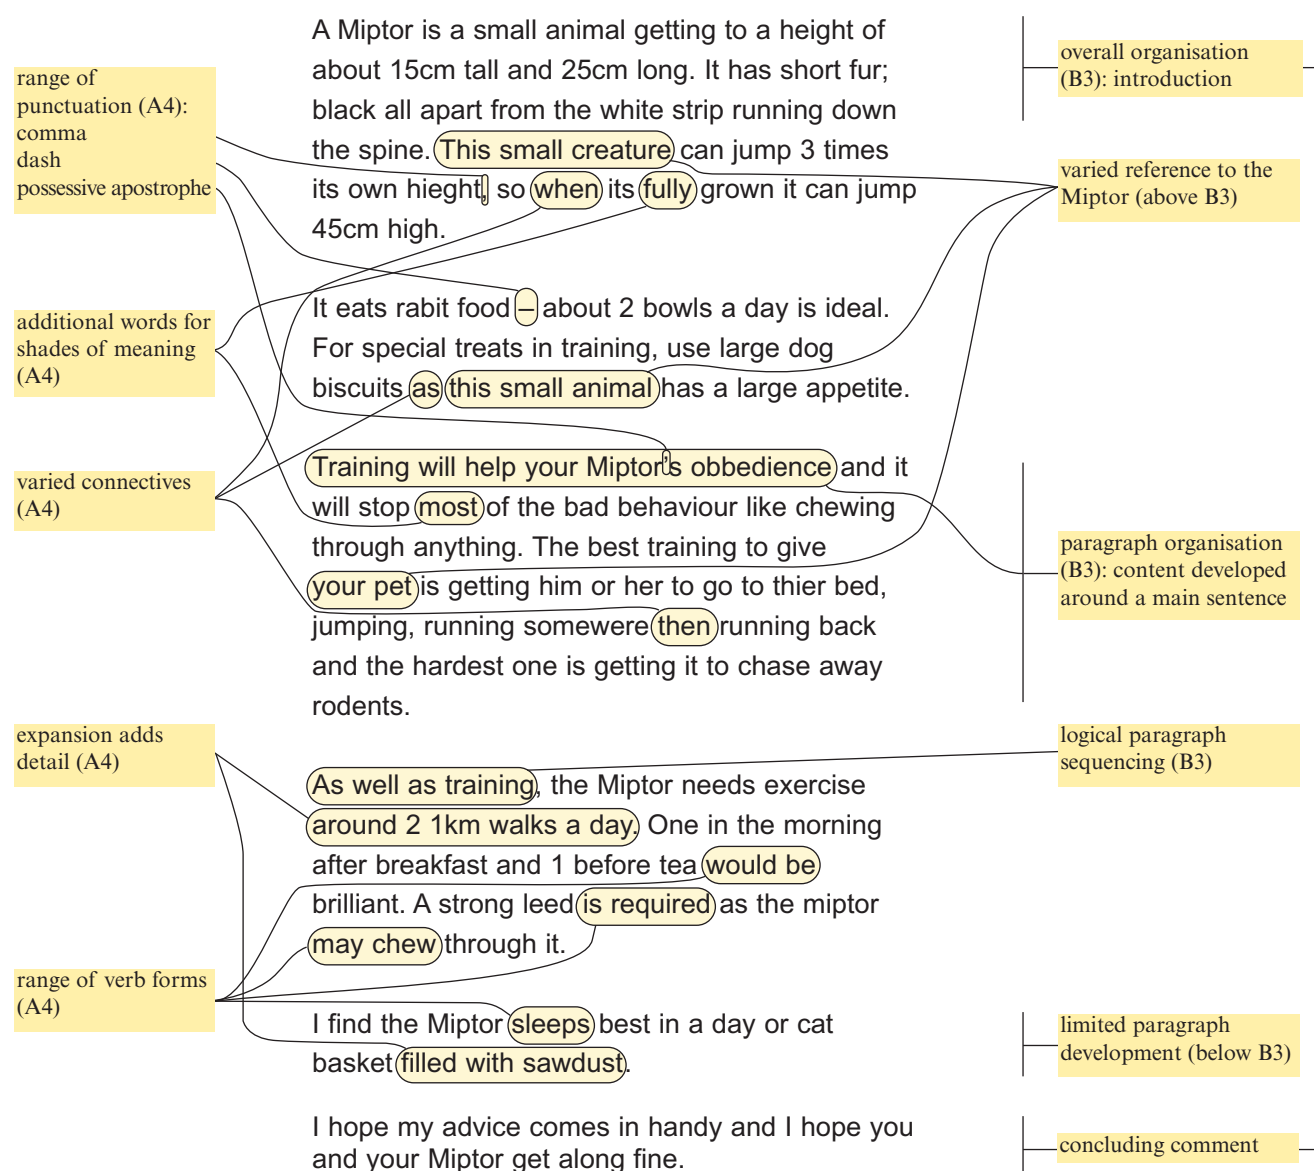 range of
punctuation (A4):
comma
dash
possessive apostrophe
additional words for
shades of meaning
(A4)
varied connectives
(A4)
expansion adds
detail (A4)
range of verb forms
(A4)
A Miptor is a small animal getting to a height of
about 15cm tall and 25cm long. It has short fur;
black all apart from the white strip running down
the spine. This small creature can jump 3 times
its own hieght, so when its fully grown it can jump
45cm high.
It eats rabit food – about 2 bowls a day is ideal.
For special treats in training, use large dog
biscuits as this small animal has a large appetite.
Training will help your Miptor's obbedience and it
will stop most of the bad behaviour like chewing
through anything. The best training to give
your pet is getting him or her to go to thier bed,
jumping, running somewere then running back
and the hardest one is getting it to chase away
rodents.
As well as training, the Miptor needs exercise
around 2 1km walks a day. One in the morning
after breakfast and 1 before tea would be
brilliant. A strong leed is required as the miptor
may chew through it.
I find the Miptor sleeps best in a day or cat
basket filled with sawdust.
I hope my advice comes in handy and I hope you
and your Miptor get along fine.
overall organisation
(B3): introduction
varied reference to the
Miptor (above B3)
paragraph organisation
(B3): content developed
around a main sentence
logical paragraph
sequencing (B3)
limited paragraph
development (below B3)
concluding comment